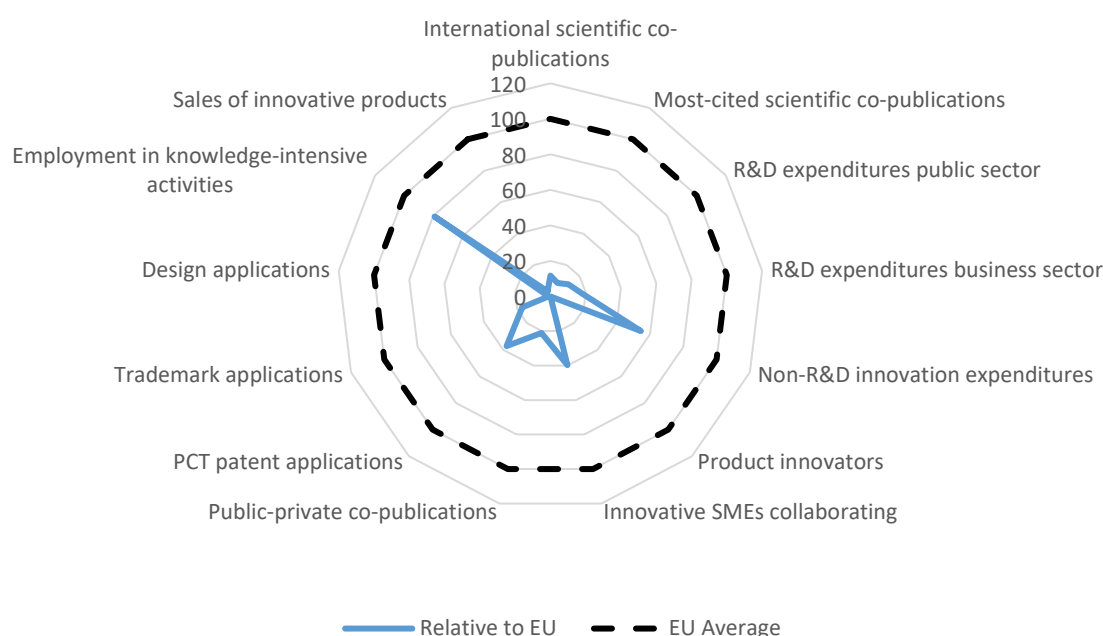 International scientific co-
publications
120
100
80
60
40
20
0
Most-cited scientific co-publications
R&D expenditures public sector
R&D expenditures business sector
Non-R&D innovation expenditures
Product innovators
Innovative SMEs collaborating
Public-private co-publications
PCT patent applications
Trademark applications
Design applications
Employment in knowledge-intensive
activities
Sales of innovative products
Relative to EU
EU Average